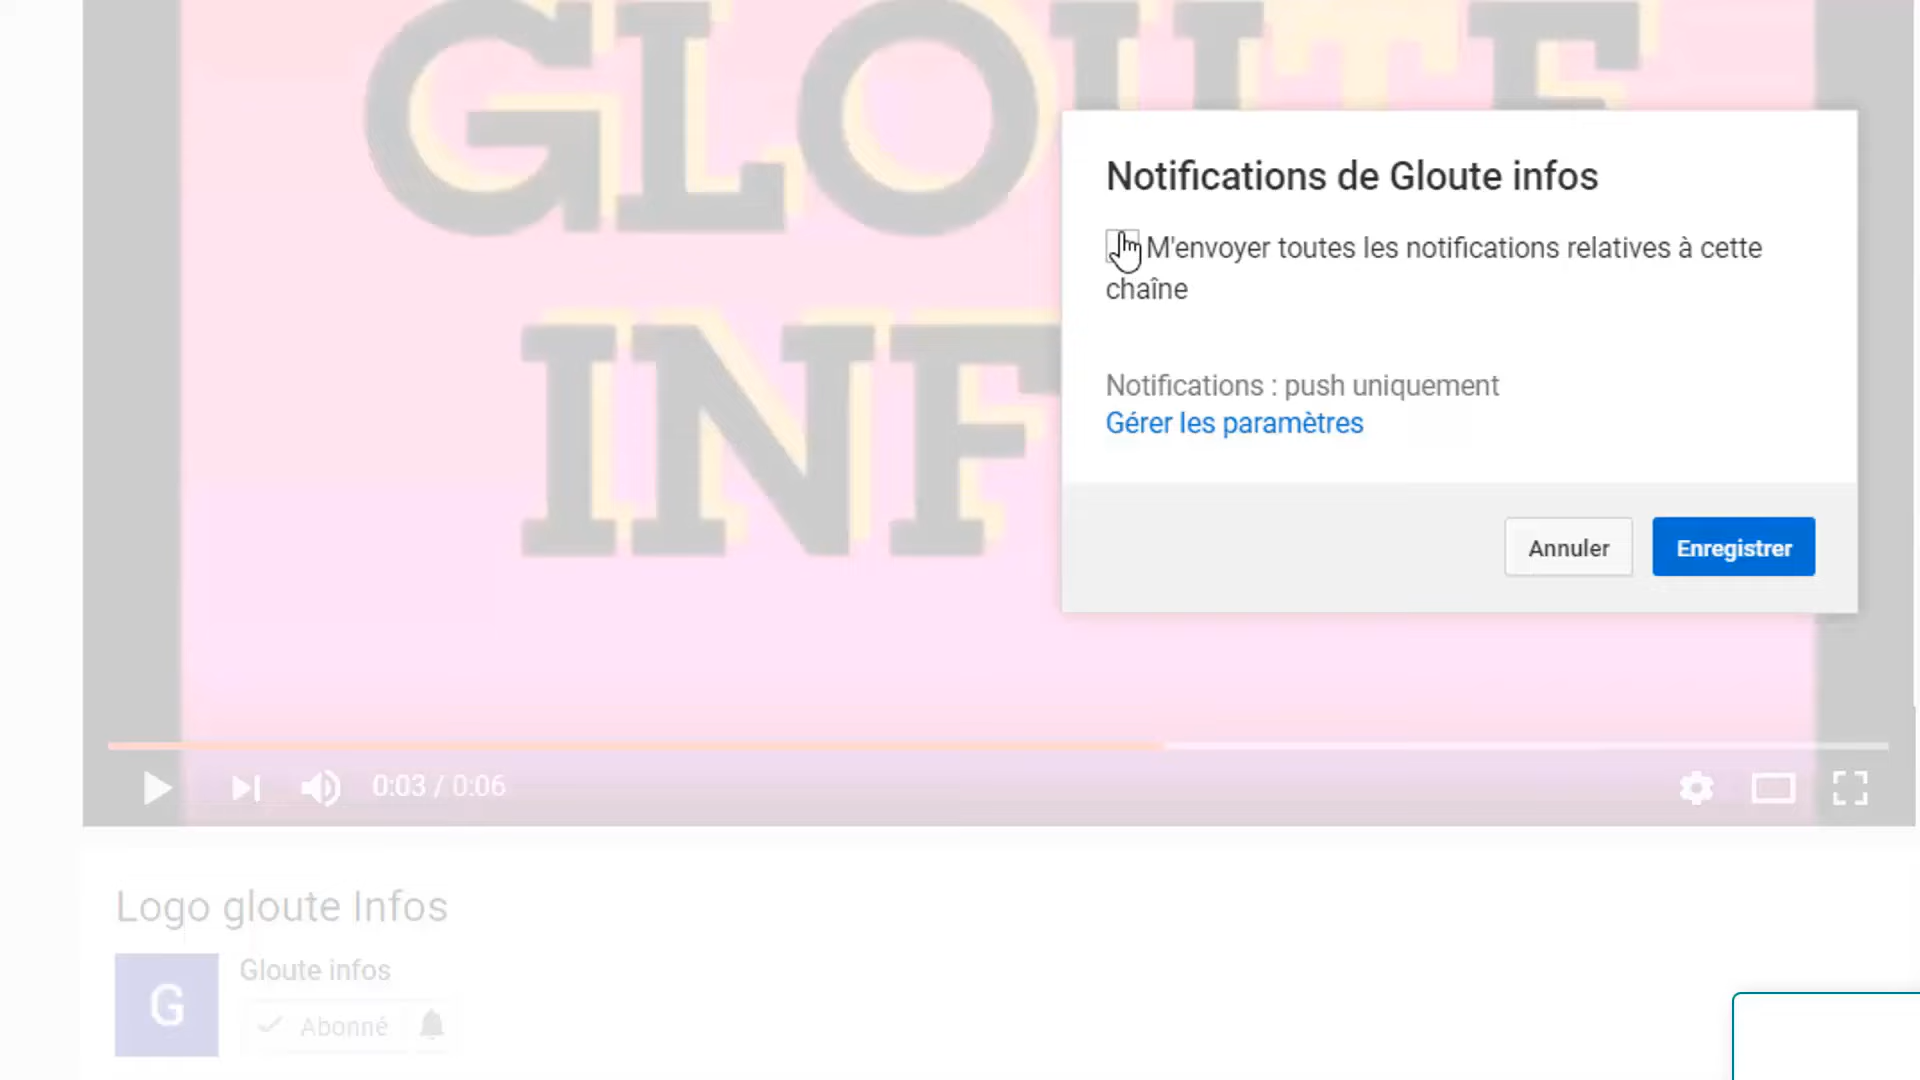 GLOUTE
INF
Notifications de Gloute infos
M'envoyer toutes les notifications relatives à cette
chaîne
Notifications : push uniquement
Gérer les paramètres
Annuler
Enregistrer
0:03 / 0:06
Logo gloute Infos
G
Gloute infos
Abonné